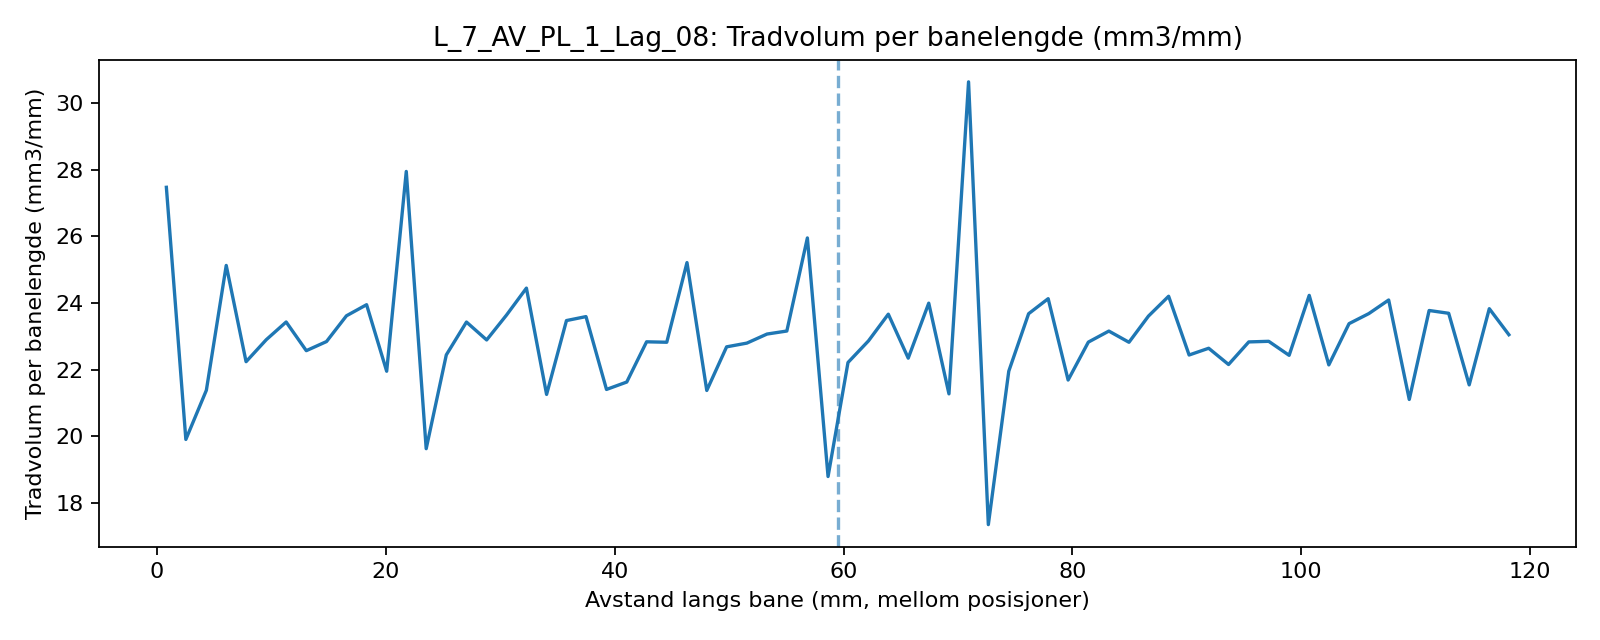 L_7_AV_PL_1_Lag_08: Tradvolum per banelengde (mm3/mm)
Tradvolum per banelengde (mm3/mm)
30
28
26
24
22
20
18
0 20 40 60 80 100 120
Avstand langs bane (mm, mellom posisjoner)